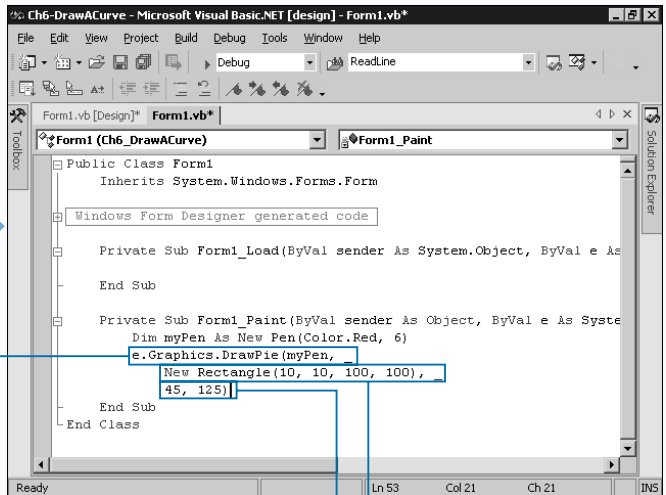 Ch6-DrawACurve - Microsoft Visual Basic.NET [design] - Form1.vb*
File Edit View Project Build Debug Tools Window Help
Debug ReadLine
Form1.vb [Design]* Form1.vb*
Toolbox
Solution Explorer
Form1 (Ch6_DrawACurve) Form1_Paint
Public Class Form1
Inherits System.Windows.Forms.Form
Windows Form Designer generated code
Private Sub Form1_Load(ByVal sender As System.Object, ByVal e As
End Sub
Private Sub Form1_Paint(ByVal sender As Object, ByVal e As Syste
Dim myPen As New Pen(Color.Red, 6)
e.Graphics.DrawPie(myPen, _
New Rectangle(10, 10, 100, 100), _
45, 125)
End Sub
End Class
Ready Ln 53 Col 21 Ch 21 INS